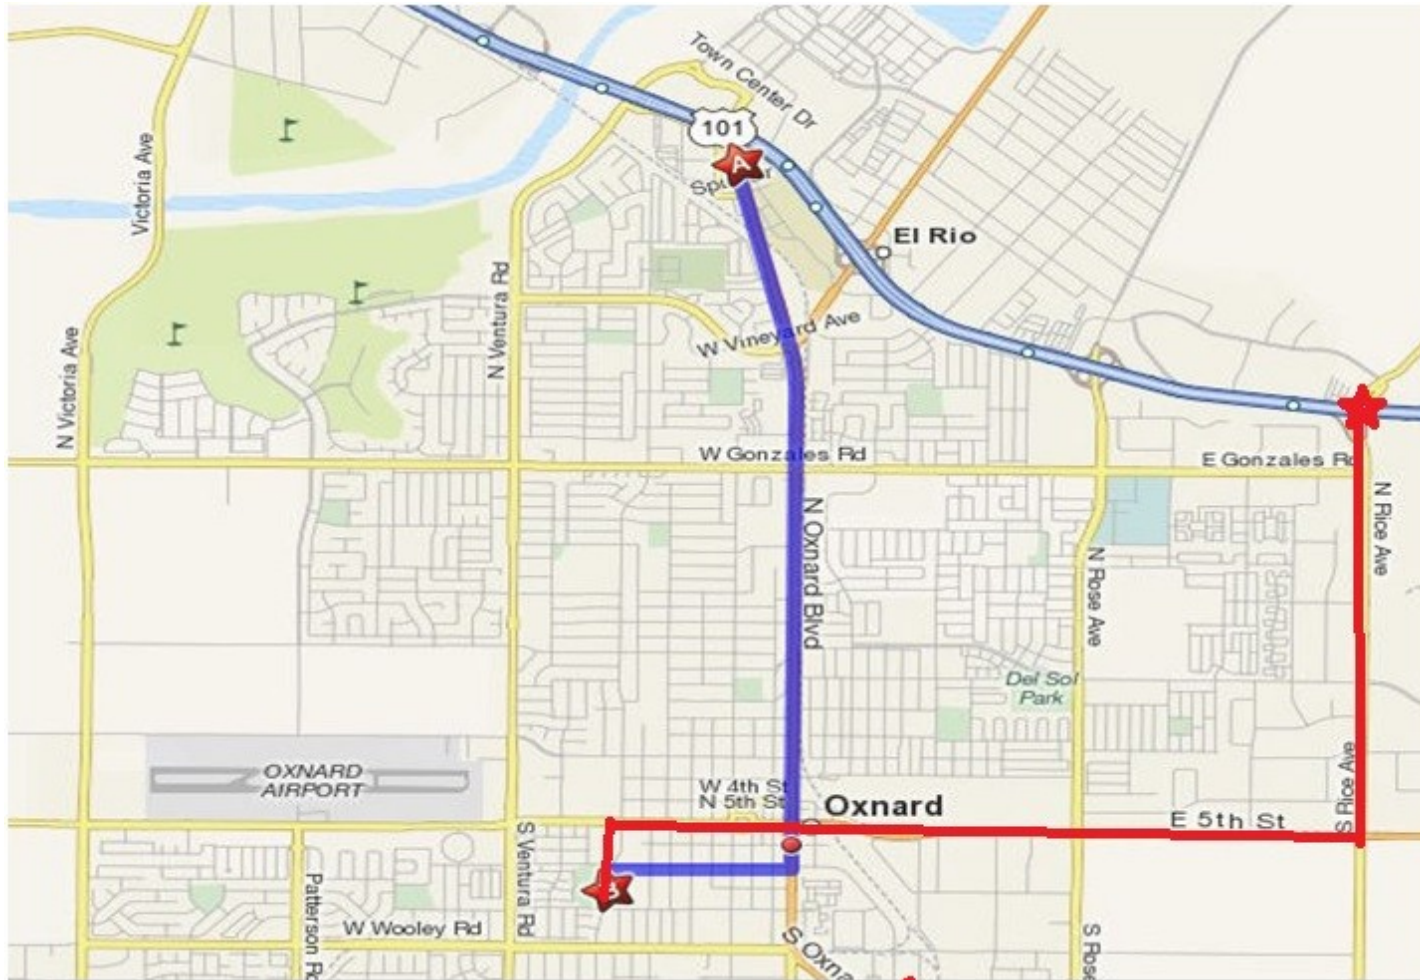 Town Center Dr
101
A
Victoria Ave
El Rio
N Ventura Rd
W Vineyard Ave
N Victoria Ave
W Gonzales Rd
E Gonzales Rd
N Rice Ave
N Oxnard Blvd
N Rose Ave
Del Sol
Park
OXNARD
AIRPORT
W 4th St
N 5th St
Oxnard
E 5th St
S Rice Ave
S Ventura Rd
Patterson Rd
W Wooley Rd
S Oxna
S Rose